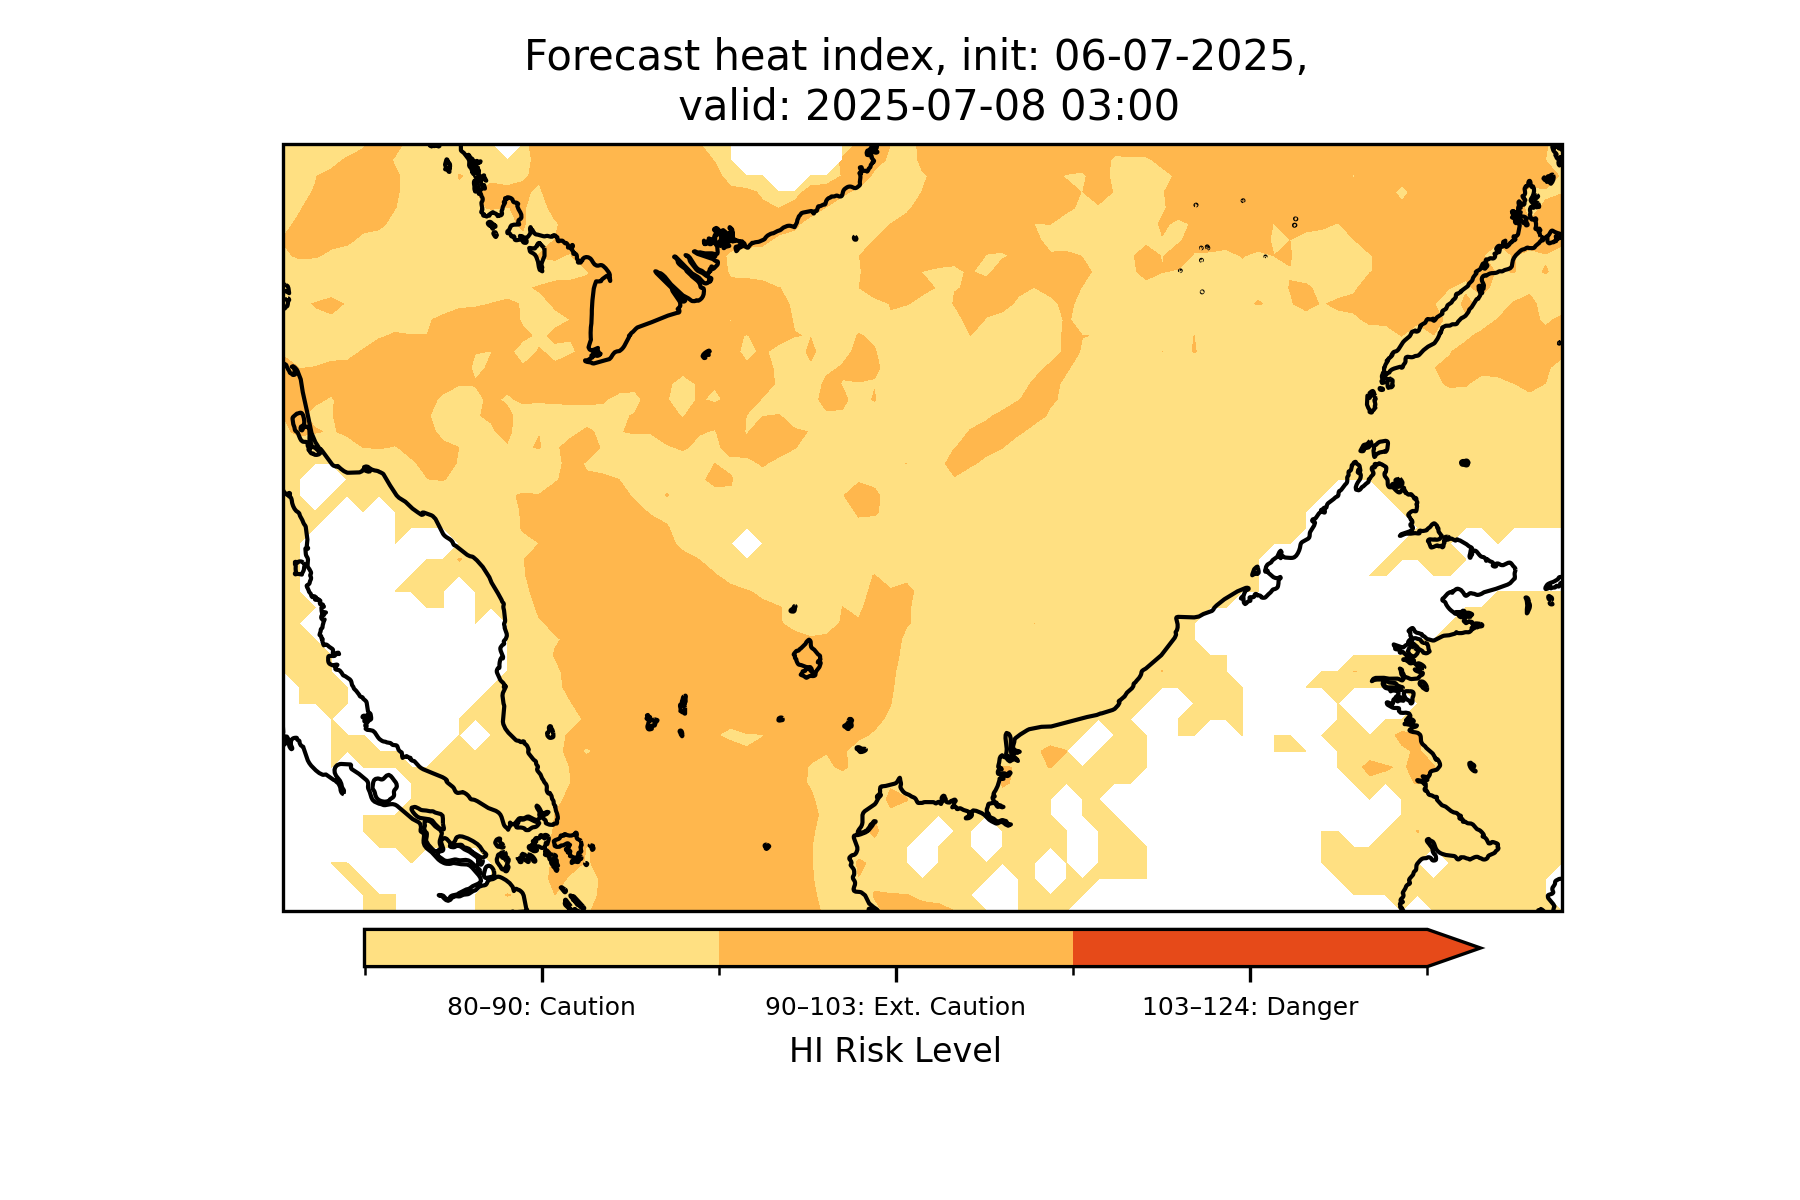 Forecast heat index, init: 06-07-2025,
valid: 2025-07-08 03:00
80–90: Caution
90–103: Ext. Caution
103–124: Danger
HI Risk Level